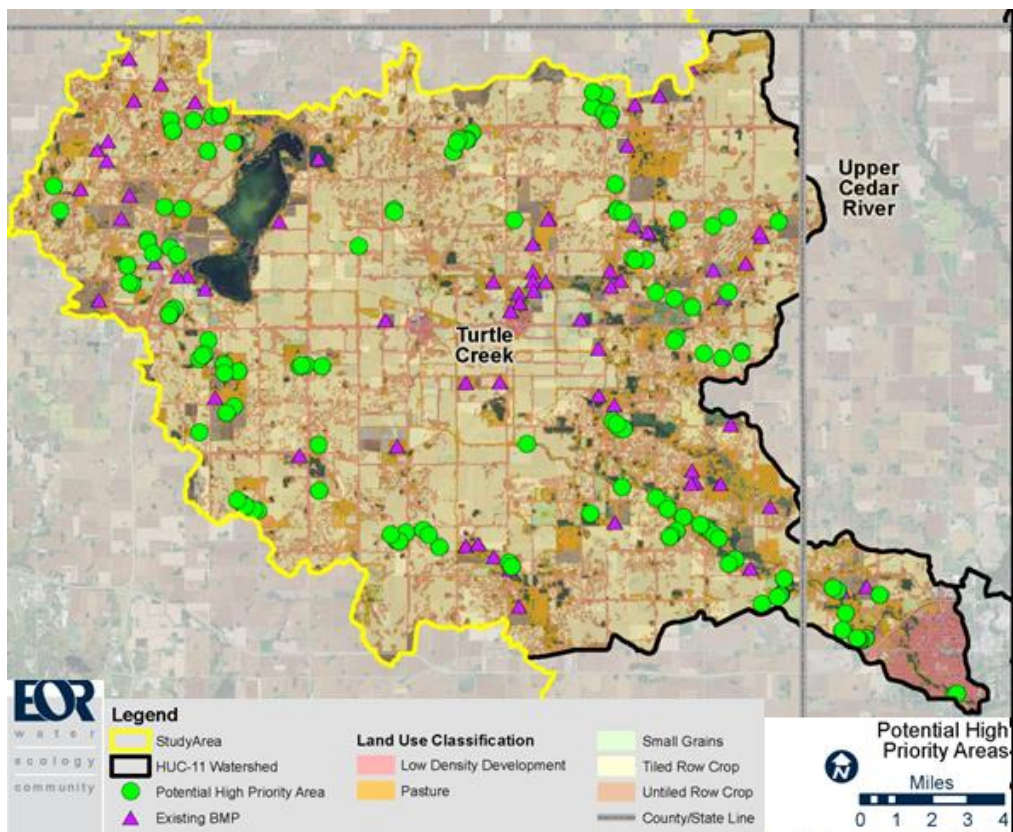 Upper
Cedar
River
Turtle
Creek
EOR
water
ecology
community
Legend
StudyArea
HUC-11 Watershed
Potential High Priority Area
Existing BMP
Land Use Classification
Low Density Development
Pasture
Small Grains
Tiled Row Crop
Untiled Row Crop
County/State Line
Potential High
Priority Areas
N
Miles
0 1 2 3 4